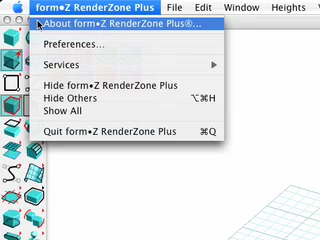 form•Z RenderZone Plus File Edit Window Heights
About form•Z RenderZone Plus®...
Preferences...
Services
Hide form•Z RenderZone Plus
Hide Others ⌥⌘H
Show All
Quit form•Z RenderZone Plus ⌘Q